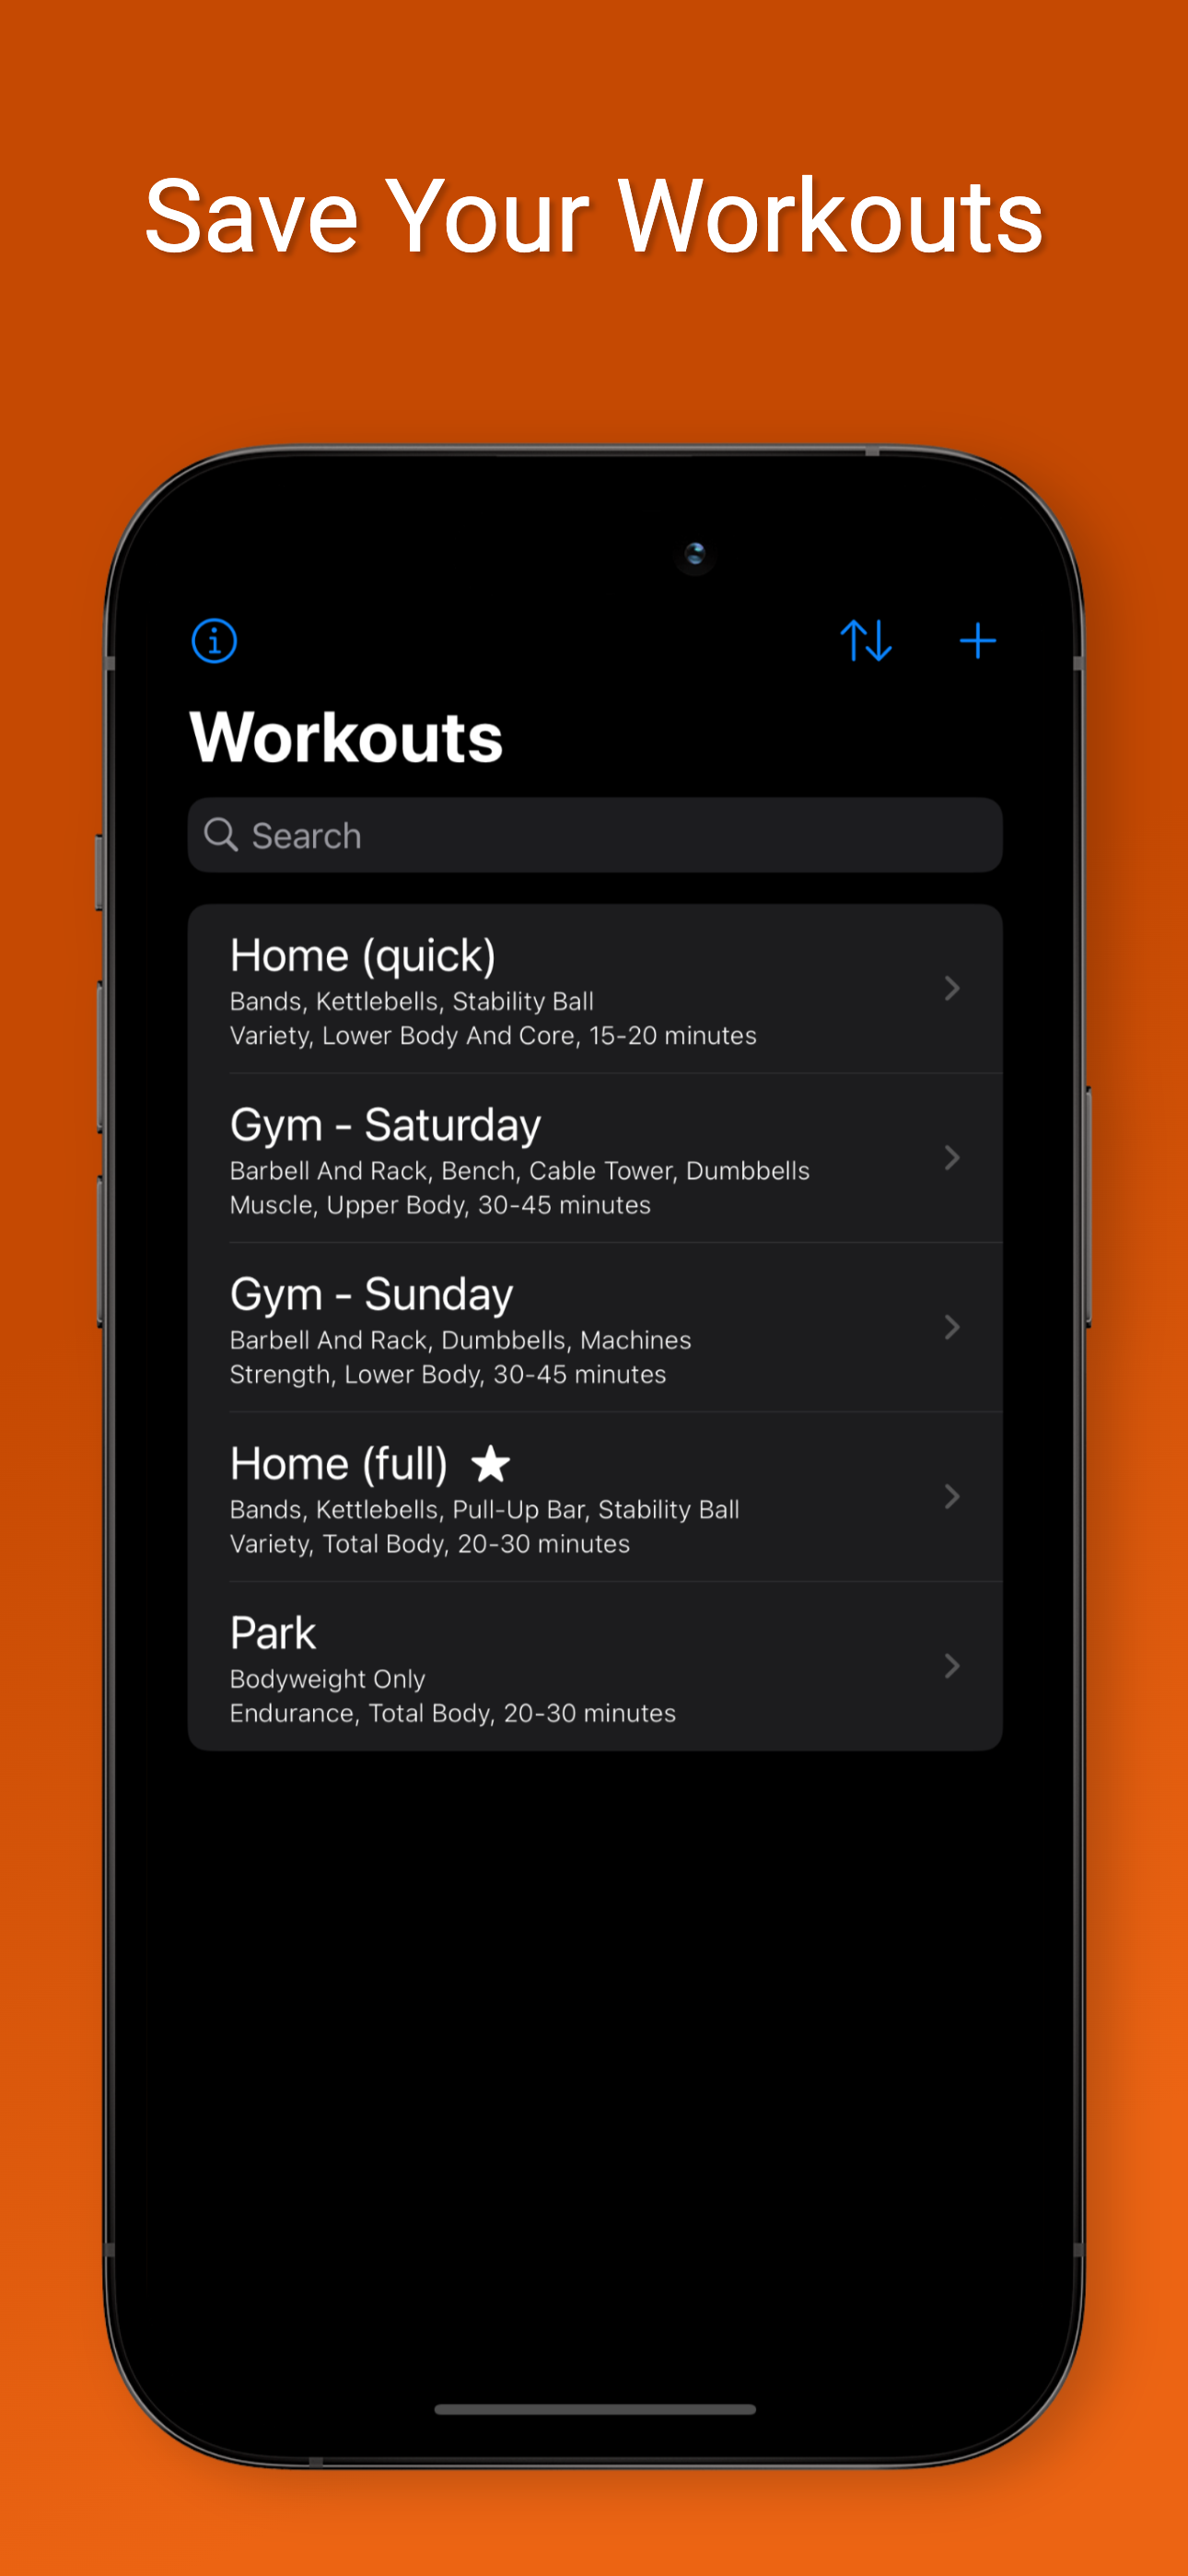 Save Your Workouts
Workouts
Search
Home (quick)
Bands, Kettlebells, Stability Ball
Variety, Lower Body And Core, 15-20 minutes
Gym - Saturday
Barbell And Rack, Bench, Cable Tower, Dumbbells
Muscle, Upper Body, 30-45 minutes
Gym - Sunday
Barbell And Rack, Dumbbells, Machines
Strength, Lower Body, 30-45 minutes
Home (full) ★
Bands, Kettlebells, Pull-Up Bar, Stability Ball
Variety, Total Body, 20-30 minutes
Park
Bodyweight Only
Endurance, Total Body, 20-30 minutes